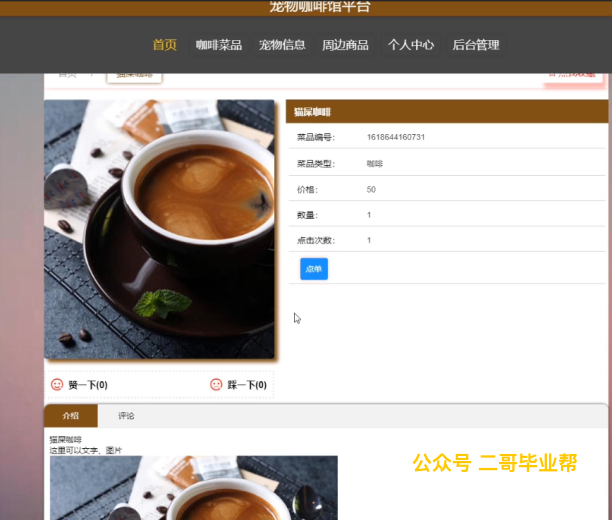 宠物咖啡馆平台
首页 咖啡菜品 宠物信息 周边商品 个人中心 后台管理
首页 猫屎咖啡 点我收藏
猫屎咖啡
菜品编号: 1618644160731
菜品类型: 咖啡
价格: 50
数量: 1
点击次数: 1
点单
赞一下(0) 踩一下(0)
介绍 评论
猫屎咖啡
这里可以文字、图片
公众号 二哥毕业帮